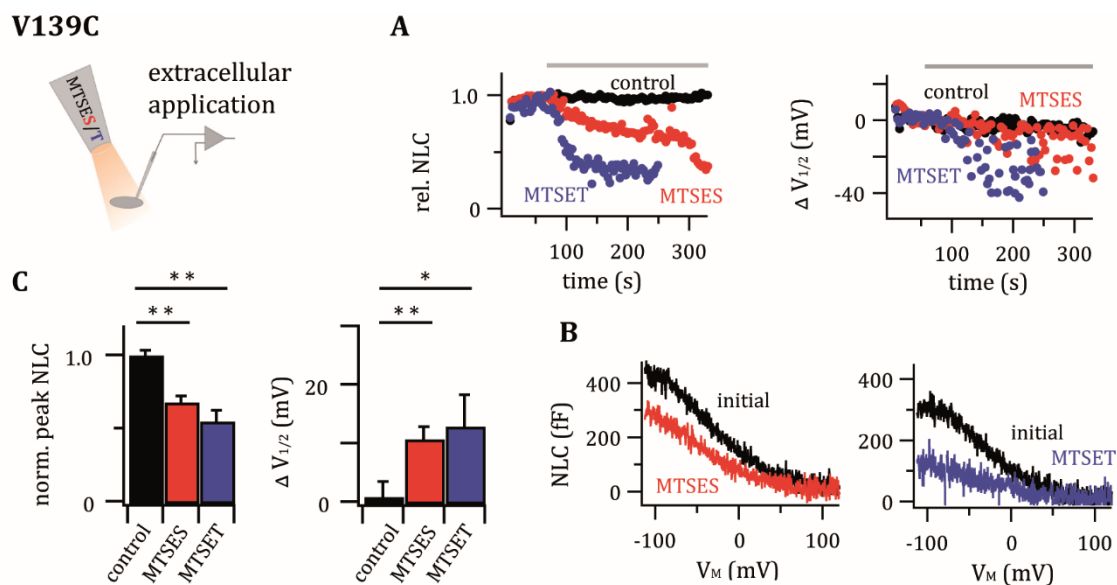 V139C
MTSES/T
extracellular
application
A
control
1.0
rel. NLC
0
MTSET
MTSES
100 200 300
time (s)
control
MTSES
0
Δ V1/2 (mV)
-40
MTSET
100 200 300
time (s)
C
**
**
1.0
norm. peak NLC
0
control
MTSES
MTSET
*
**
20
Δ V1/2 (mV)
0
control
MTSES
MTSET
B
400
initial
NLC (fF)
200
MTSES
0
-100 0 100
VM (mV)
400
200
initial
MTSET
0
-100 0 100
VM (mV)